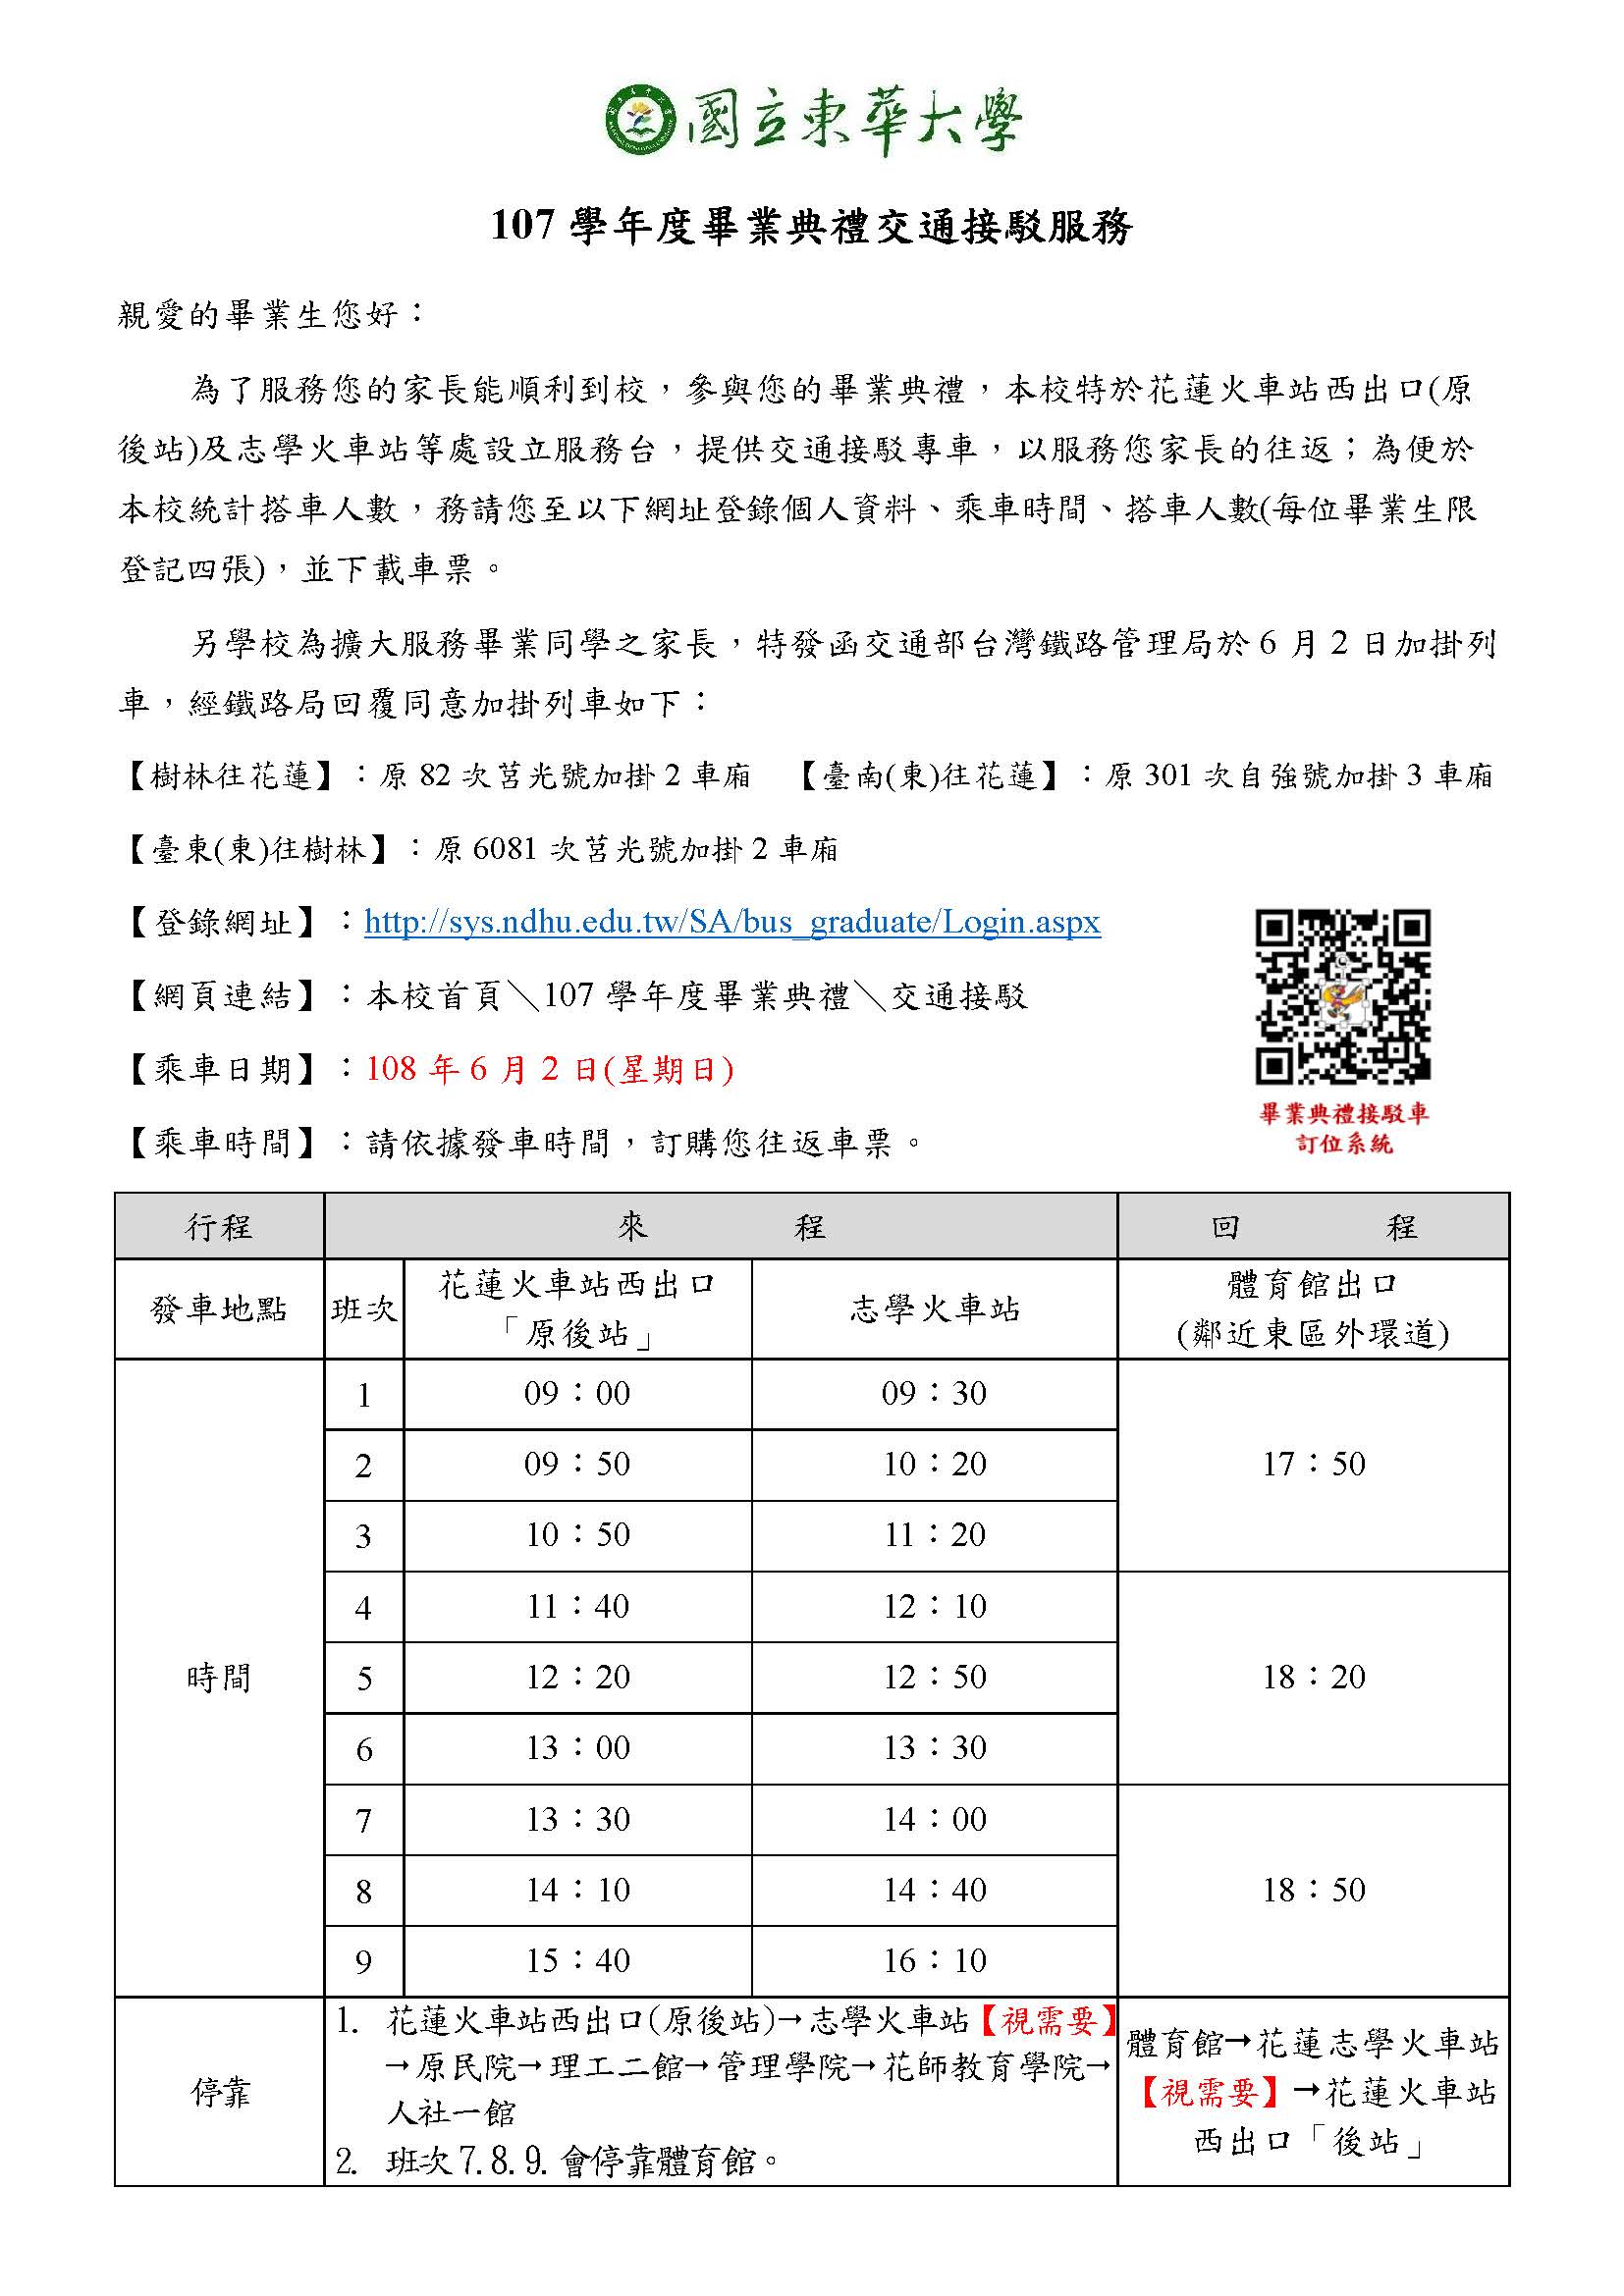 國立東華大學
107 學年度畢業典禮交通接駁服務
親愛的畢業生您好：
為了服務您的家長能順利到校，參與您的畢業典禮，本校特於花蓮火車站西出口(原
後站)及志學火車站等處設立服務台，提供交通接駁專車，以服務您家長的往返；為便於
本校統計搭車人數，務請您至以下網址登錄個人資料、乘車時間、搭車人數(每位畢業生限
登記四張)，並下載車票。
另學校為擴大服務畢業同學之家長，特發函交通部台灣鐵路管理局於 6 月 2 日加掛列
車，經鐵路局回覆同意加掛列車如下：
【樹林往花蓮】：原 82 次莒光號加掛 2 車廂　【臺南(東)往花蓮】：原 301 次自強號加掛 3 車廂
【臺東(東)往樹林】：原 6081 次莒光號加掛 2 車廂
【登錄網址】：http://sys.ndhu.edu.tw/SA/bus_graduate/Login.aspx
【網頁連結】：本校首頁＼107 學年度畢業典禮＼交通接駁
【乘車日期】：108 年 6 月 2 日(星期日)
【乘車時間】：請依據發車時間，訂購您往返車票。
畢業典禮接駁車
訂位系統
行程 來 程 回 程
發車地點 班次 花蓮火車站西出口 志學火車站 體育館出口
「原後站」 (鄰近東區外環道)
時間
1 09：00 09：30
2 09：50 10：20 17：50
3 10：50 11：20
4 11：40 12：10
5 12：20 12：50 18：20
6 13：00 13：30
7 13：30 14：00
8 14：10 14：40 18：50
9 15：40 16：10
停靠
1. 花蓮火車站西出口(原後站)→志學火車站【視需要】
→原民院→理工二館→管理學院→花師教育學院→
人社一館
2. 班次 7.8.9. 會停靠體育館。
體育館→花蓮志學火車站
【視需要】→花蓮火車站
西出口「後站」